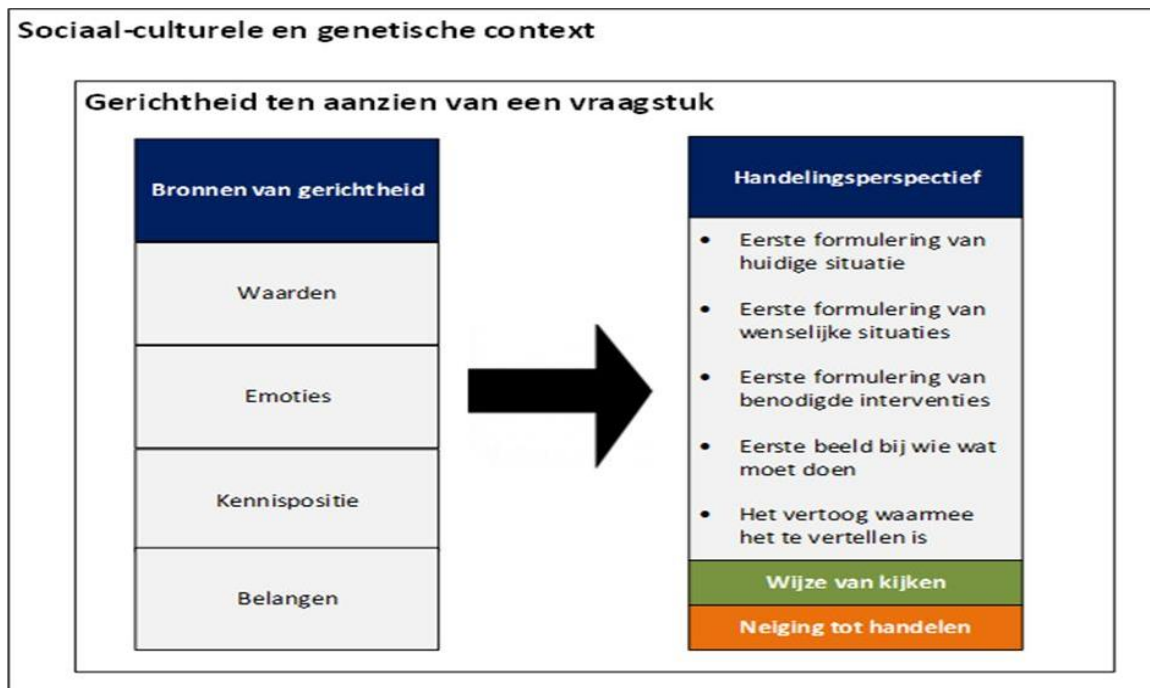 Sociaal-culturele en genetische context
Gerichtheid ten aanzien van een vraagstuk
Bronnen van gerichtheid
Waarden
Emoties
Kennispositie
Belangen
Handelingsperspectief
• Eerste formulering van
huidige situatie
• Eerste formulering van
wenselijke situaties
• Eerste formulering van
benodigde interventies
• Eerste beeld bij wie wat
moet doen
• Het vertoog waarmee
het te vertellen is
Wijze van kijken
Neiging tot handelen